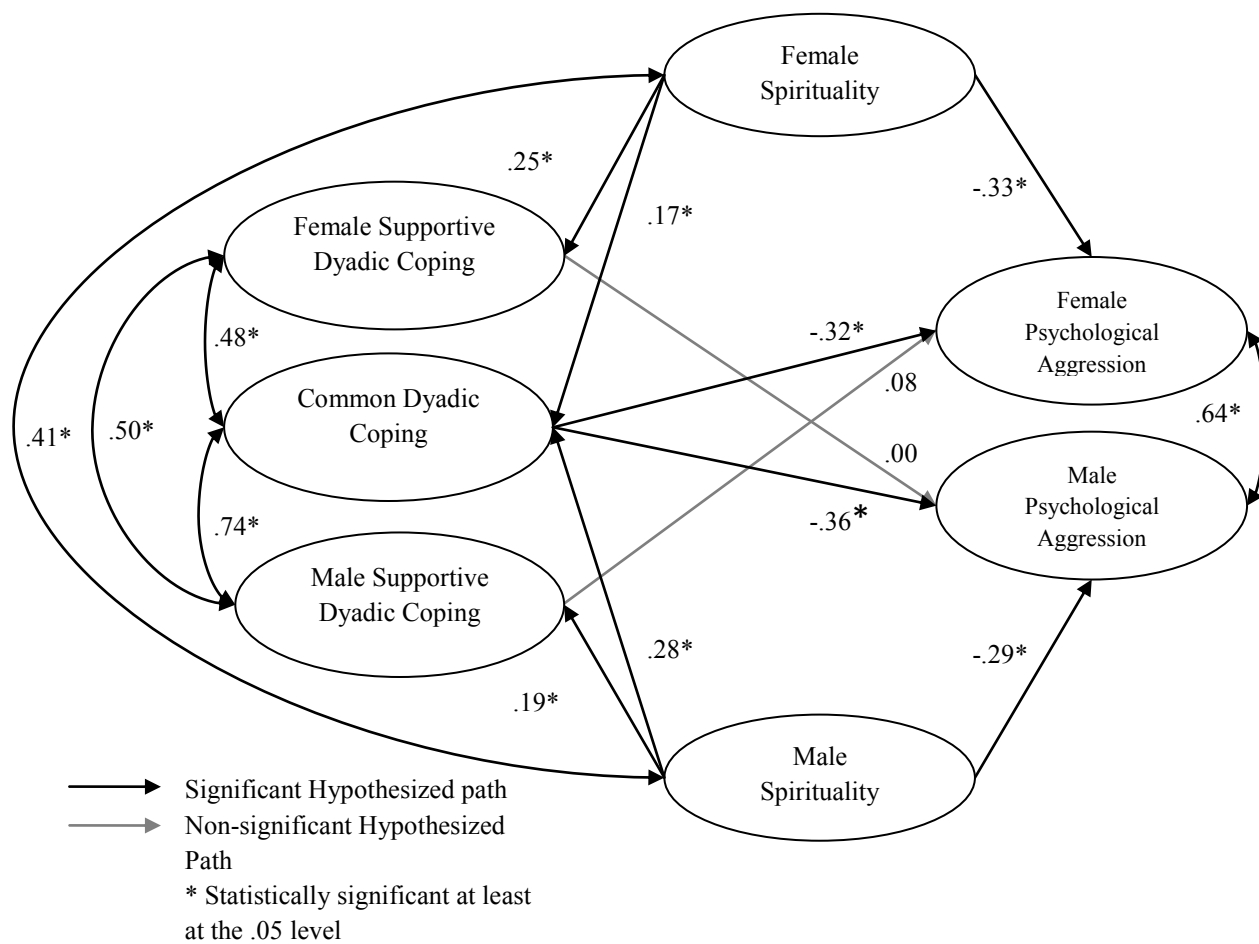 Female
Spirituality
.25*
-.33*
.17*
Female Supportive
Dyadic Coping
Female
Psychological
Aggression
-.32*
.48*
.08
Common Dyadic
Coping
.41*
.50*
.64*
.00
Male
Psychological
Aggression
-.36*
.74*
Male Supportive
Dyadic Coping
.28*
-.29*
.19*
Male
Spirituality
Significant Hypothesized path
Non-significant Hypothesized
Path
* Statistically significant at least
at the .05 level